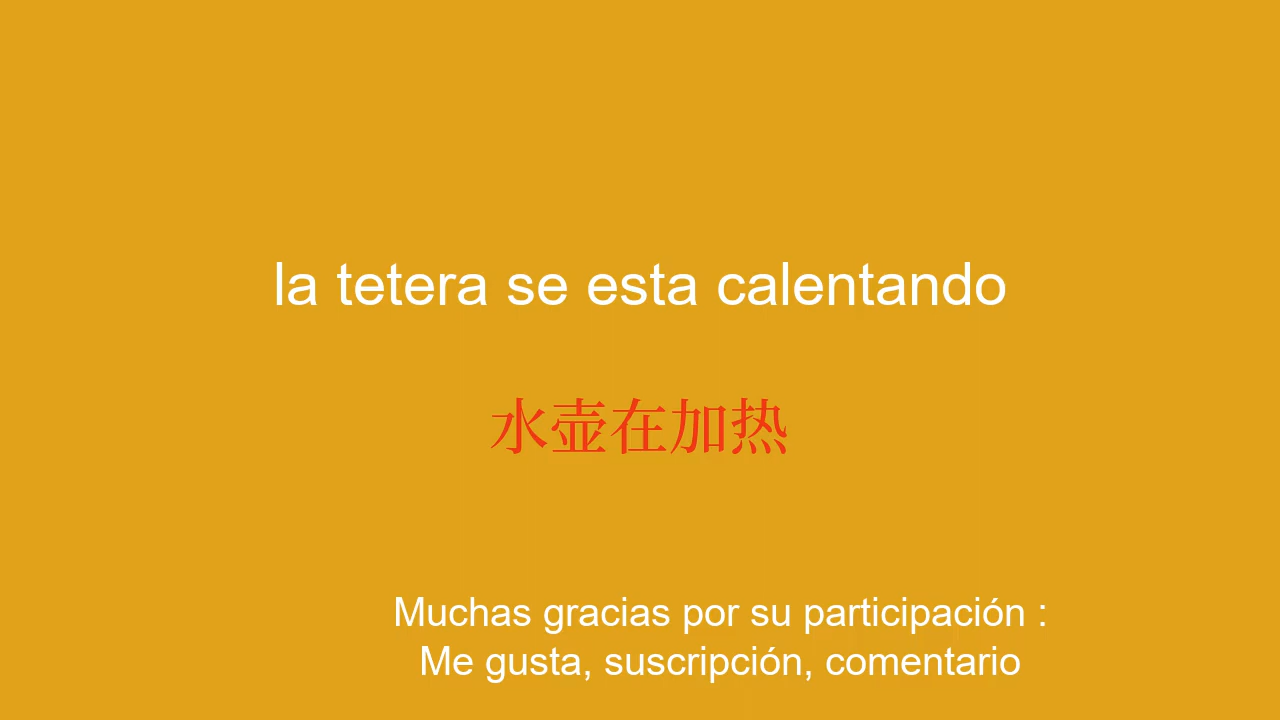 la tetera se esta calentando
水壶在加热
Muchas gracias por su participación :
Me gusta, suscripción, comentario